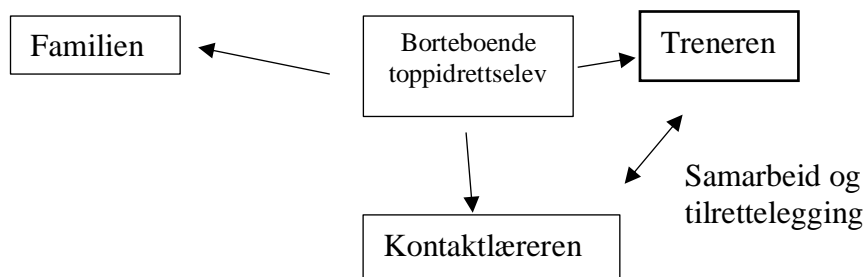 Familien
Borteboende
toppidrettselev
Treneren
Samarbeid og
tilrettelegging
Kontaktlæreren